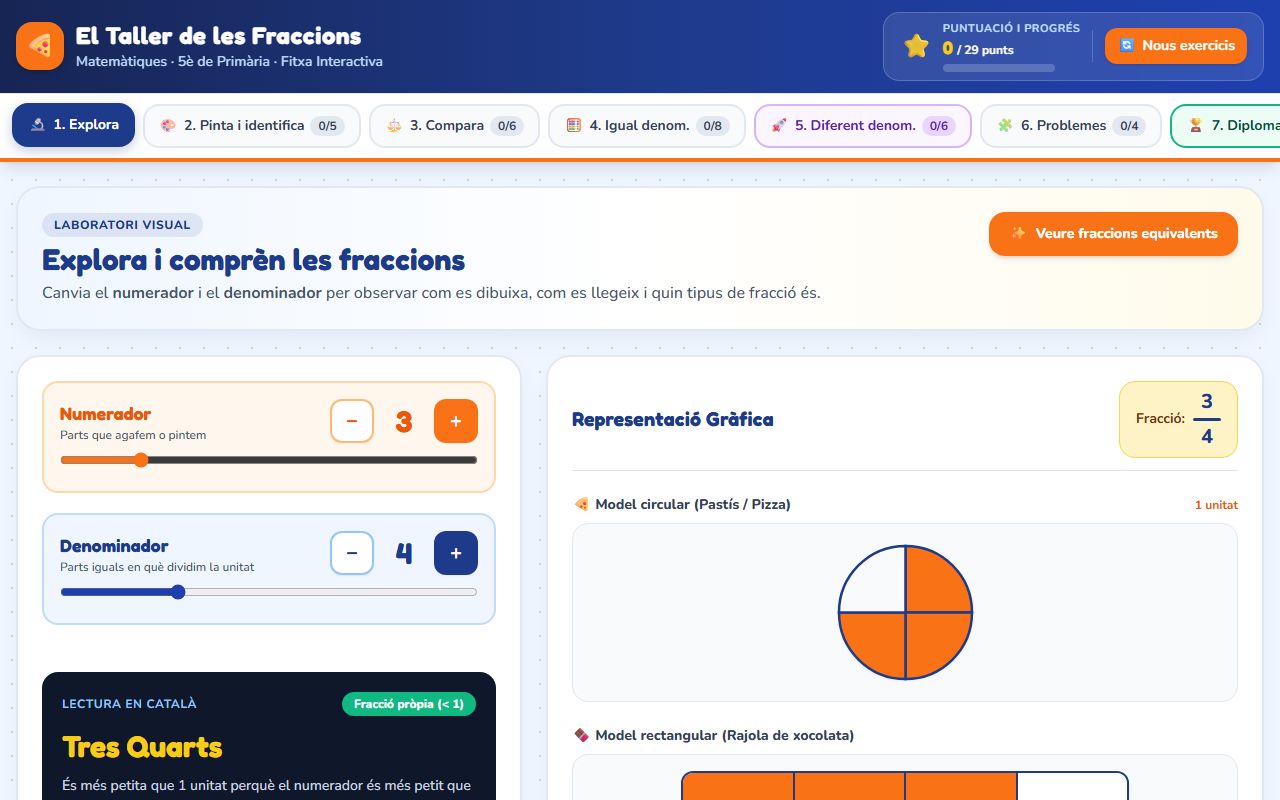 El Taller de les Fraccions
Matemàtiques · 5è de Primària · Fitxa Interactiva
PUNTUACIÓ I PROGRÉS
0 / 29 punts
Nous exercicis
1. Explora
2. Pinta i identifica 0/5
3. Compara 0/6
4. Igual denom. 0/8
5. Diferent denom. 0/6
6. Problemes 0/4
7. Diploma
LABORATORI VISUAL
Explora i comprèn les fraccions
Canvia el numerador i el denominador per observar com es dibuixa, com es llegeix i quin tipus de fracció és.
Veure fraccions equivalents
Numerador
Parts que agafem o pintem
− 3 +
Denominador
Parts iguals en què dividim la unitat
− 4 +
LECTURA EN CATALÀ
Fracció pròpia (< 1)
Tres Quarts
És més petita que 1 unitat perquè el numerador és més petit que
Representació Gràfica
Fracció:
3
4
Model circular (Pastís / Pizza)
1 unitat
Model rectangular (Rajola de xocolata)